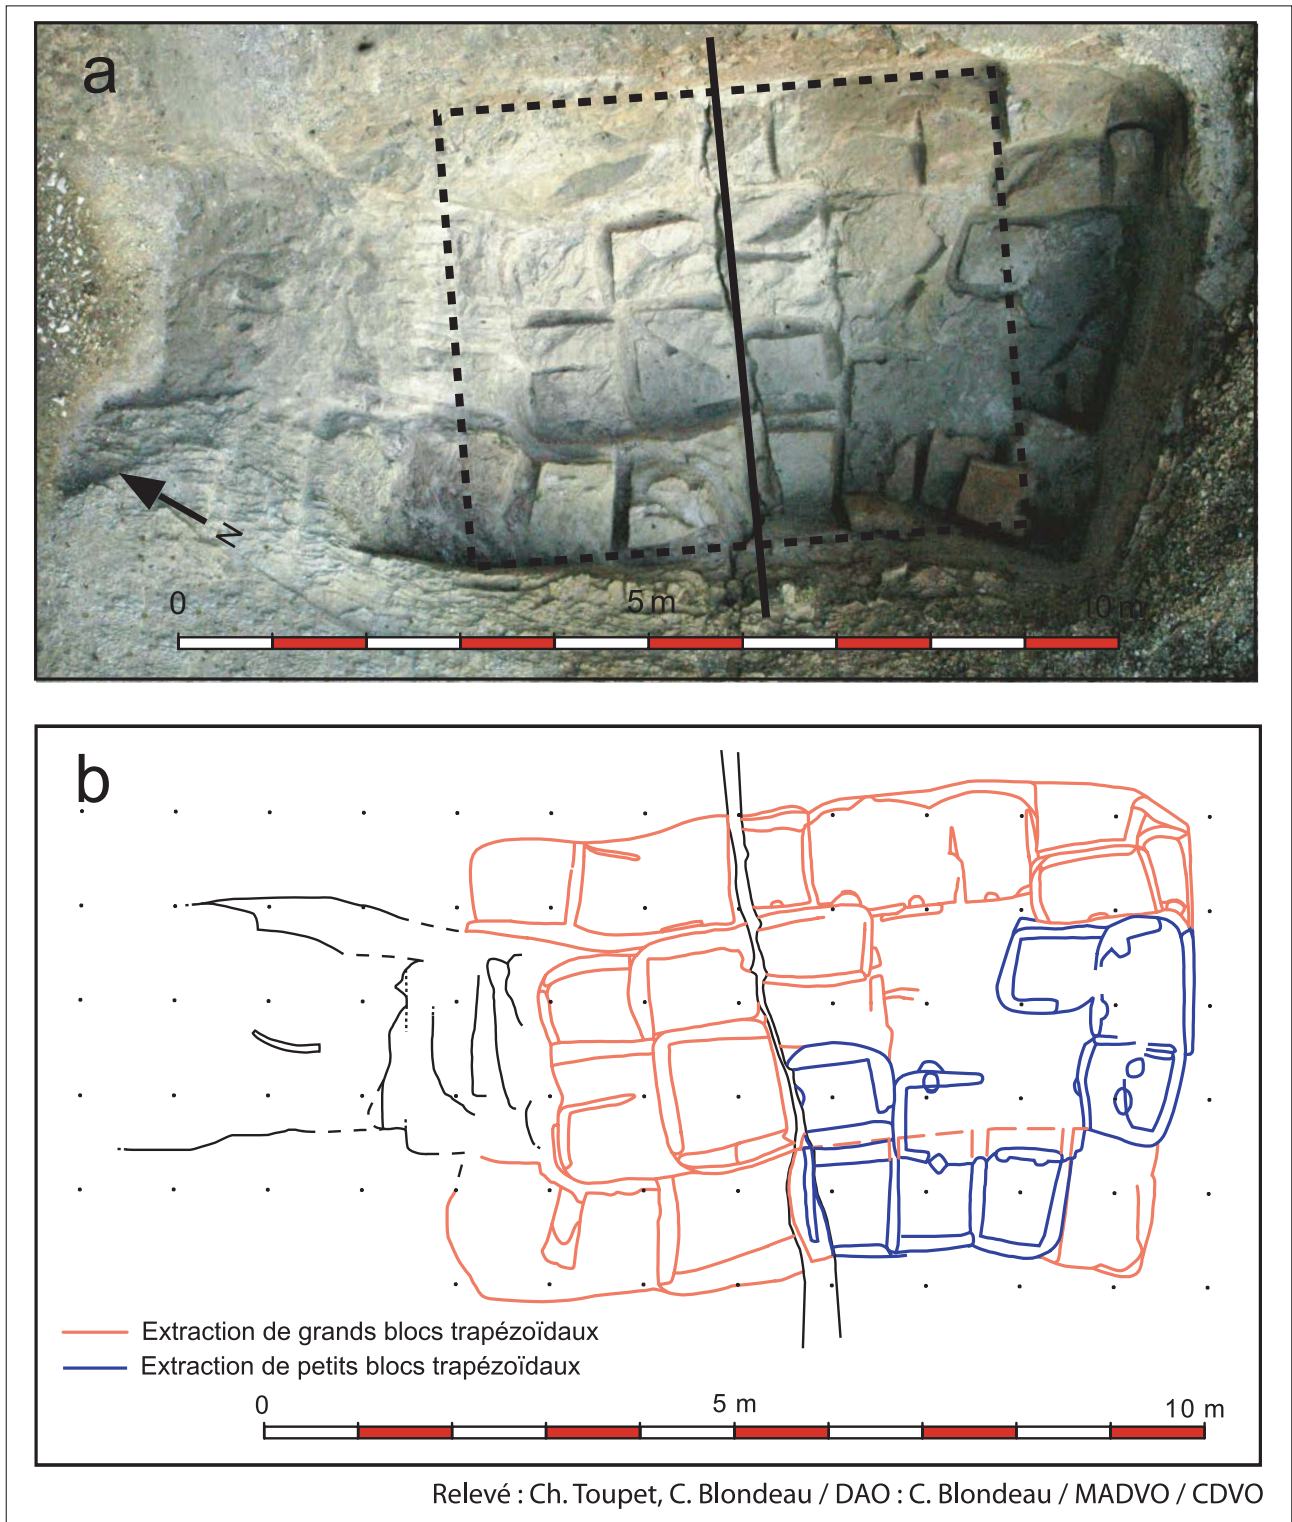 a
N
0
5 m
10 m
b
Extraction de grands blocs trapézoïdaux
Extraction de petits blocs trapézoïdaux
0
5 m
10 m
Relevé : Ch. Toupet, C. Blondeau / DAO : C. Blondeau / MADVO / CDVO